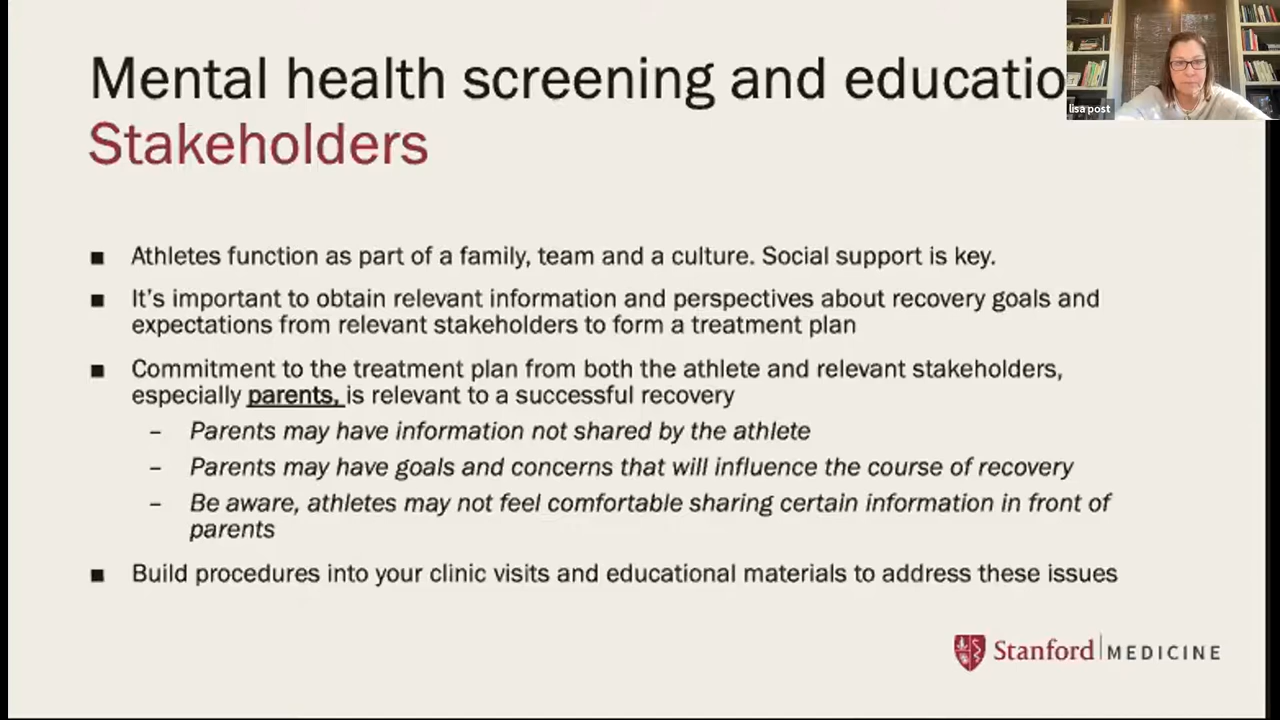 Mental health screening and educatio
Stakeholders
lisa post
■ Athletes function as part of a family, team and a culture. Social support is key.
■ It's important to obtain relevant information and perspectives about recovery goals and
expectations from relevant stakeholders to form a treatment plan
■ Commitment to the treatment plan from both the athlete and relevant stakeholders,
especially parents, is relevant to a successful recovery
– Parents may have information not shared by the athlete
– Parents may have goals and concerns that will influence the course of recovery
– Be aware, athletes may not feel comfortable sharing certain information in front of
parents
■ Build procedures into your clinic visits and educational materials to address these issues
Stanford MEDICINE